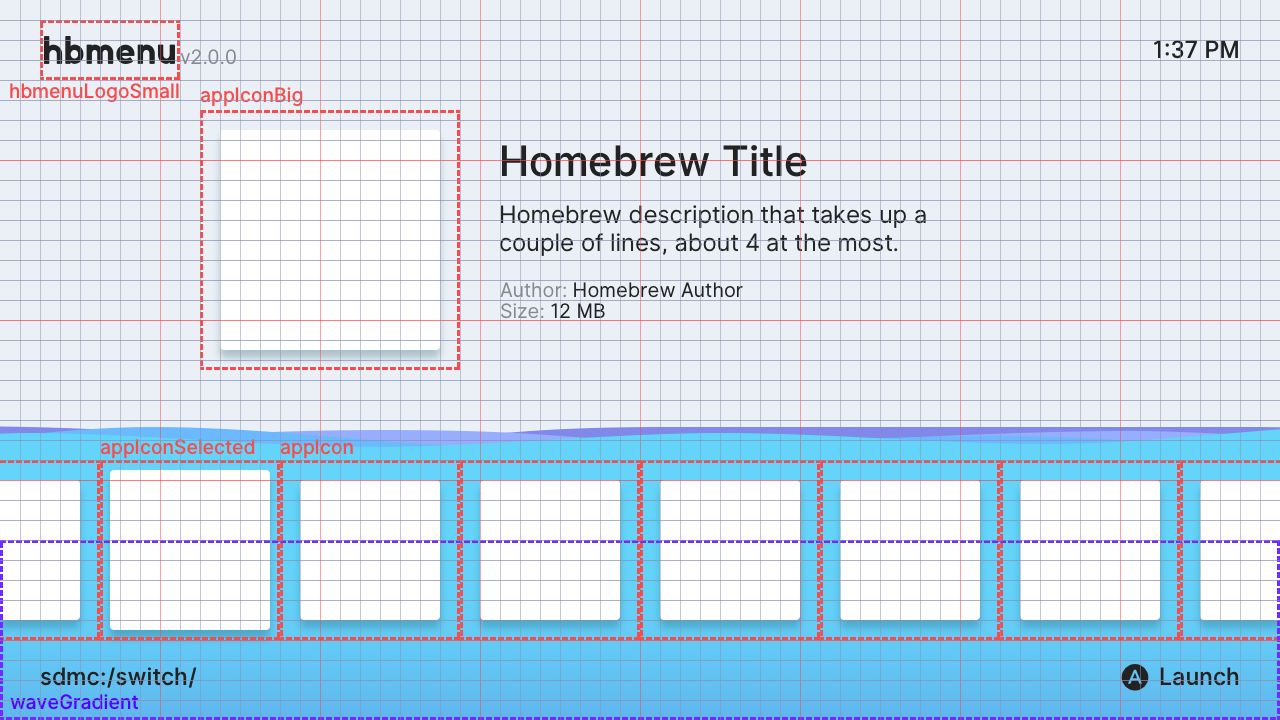 hbmenu v2.0.0
1:37 PM
hbmenuLogoSmall
appIconBig
Homebrew Title
Homebrew description that takes up a
couple of lines, about 4 at the most.
Author: Homebrew Author
Size: 12 MB
appIconSelected
appIcon
sdmc:/switch/
A Launch
waveGradient